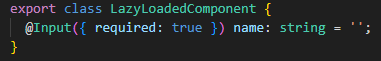 export class LazyLoadedComponent {
  @Input({ required: true }) name: string = '';
}